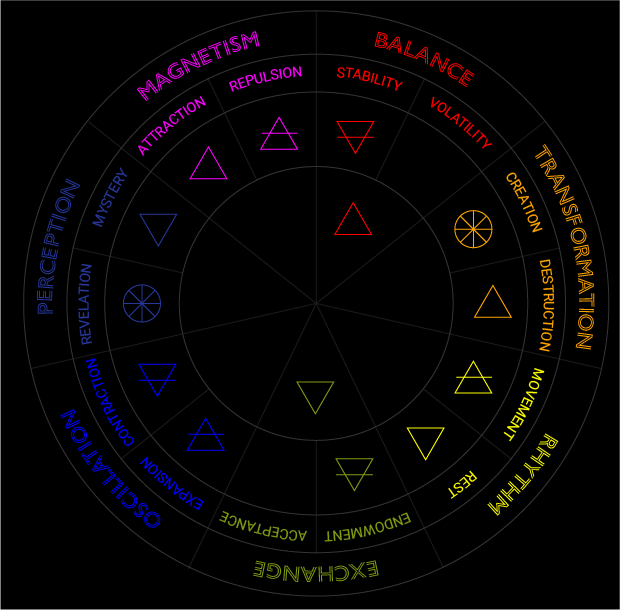 MAGNETISM
BALANCE
REPULSION
STABILITY
ATTRACTION
VOLATILITY
TRANSFORMATION
MYSTERY
CREATION
PERCEPTION
REVELATION
DESTRUCTION
CONTRACTION
MOVEMENT
OSCILLATION
RHYTHM
EXPANSION
REST
ACCEPTANCE
ENDOWMENT
EXCHANGE